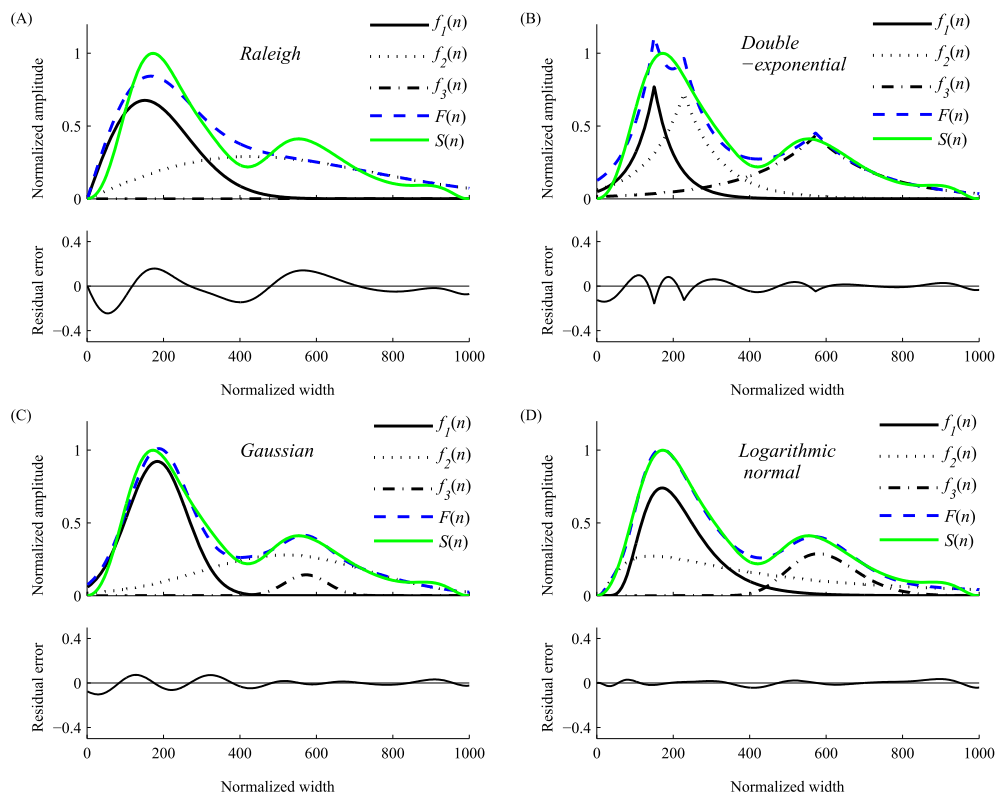 (A)
Normalized amplitude
1
0.5
0
Raleigh
f1(n)
f2(n)
f3(n)
F(n)
S(n)
Residual error
0.4
0
−0.4
0 200 400 600 800 1000
Normalized width
(B)
Normalized amplitude
1
0.5
0
Double
−exponential
f1(n)
f2(n)
f3(n)
F(n)
S(n)
Residual error
0.4
0
−0.4
0 200 400 600 800 1000
Normalized width
(C)
Normalized amplitude
1
0.5
0
Gaussian
f1(n)
f2(n)
f3(n)
F(n)
S(n)
Residual error
0.4
0
−0.4
0 200 400 600 800 1000
Normalized width
(D)
Normalized amplitude
1
0.5
0
Logarithmic
normal
f1(n)
f2(n)
f3(n)
F(n)
S(n)
Residual error
0.4
0
−0.4
0 200 400 600 800 1000
Normalized width